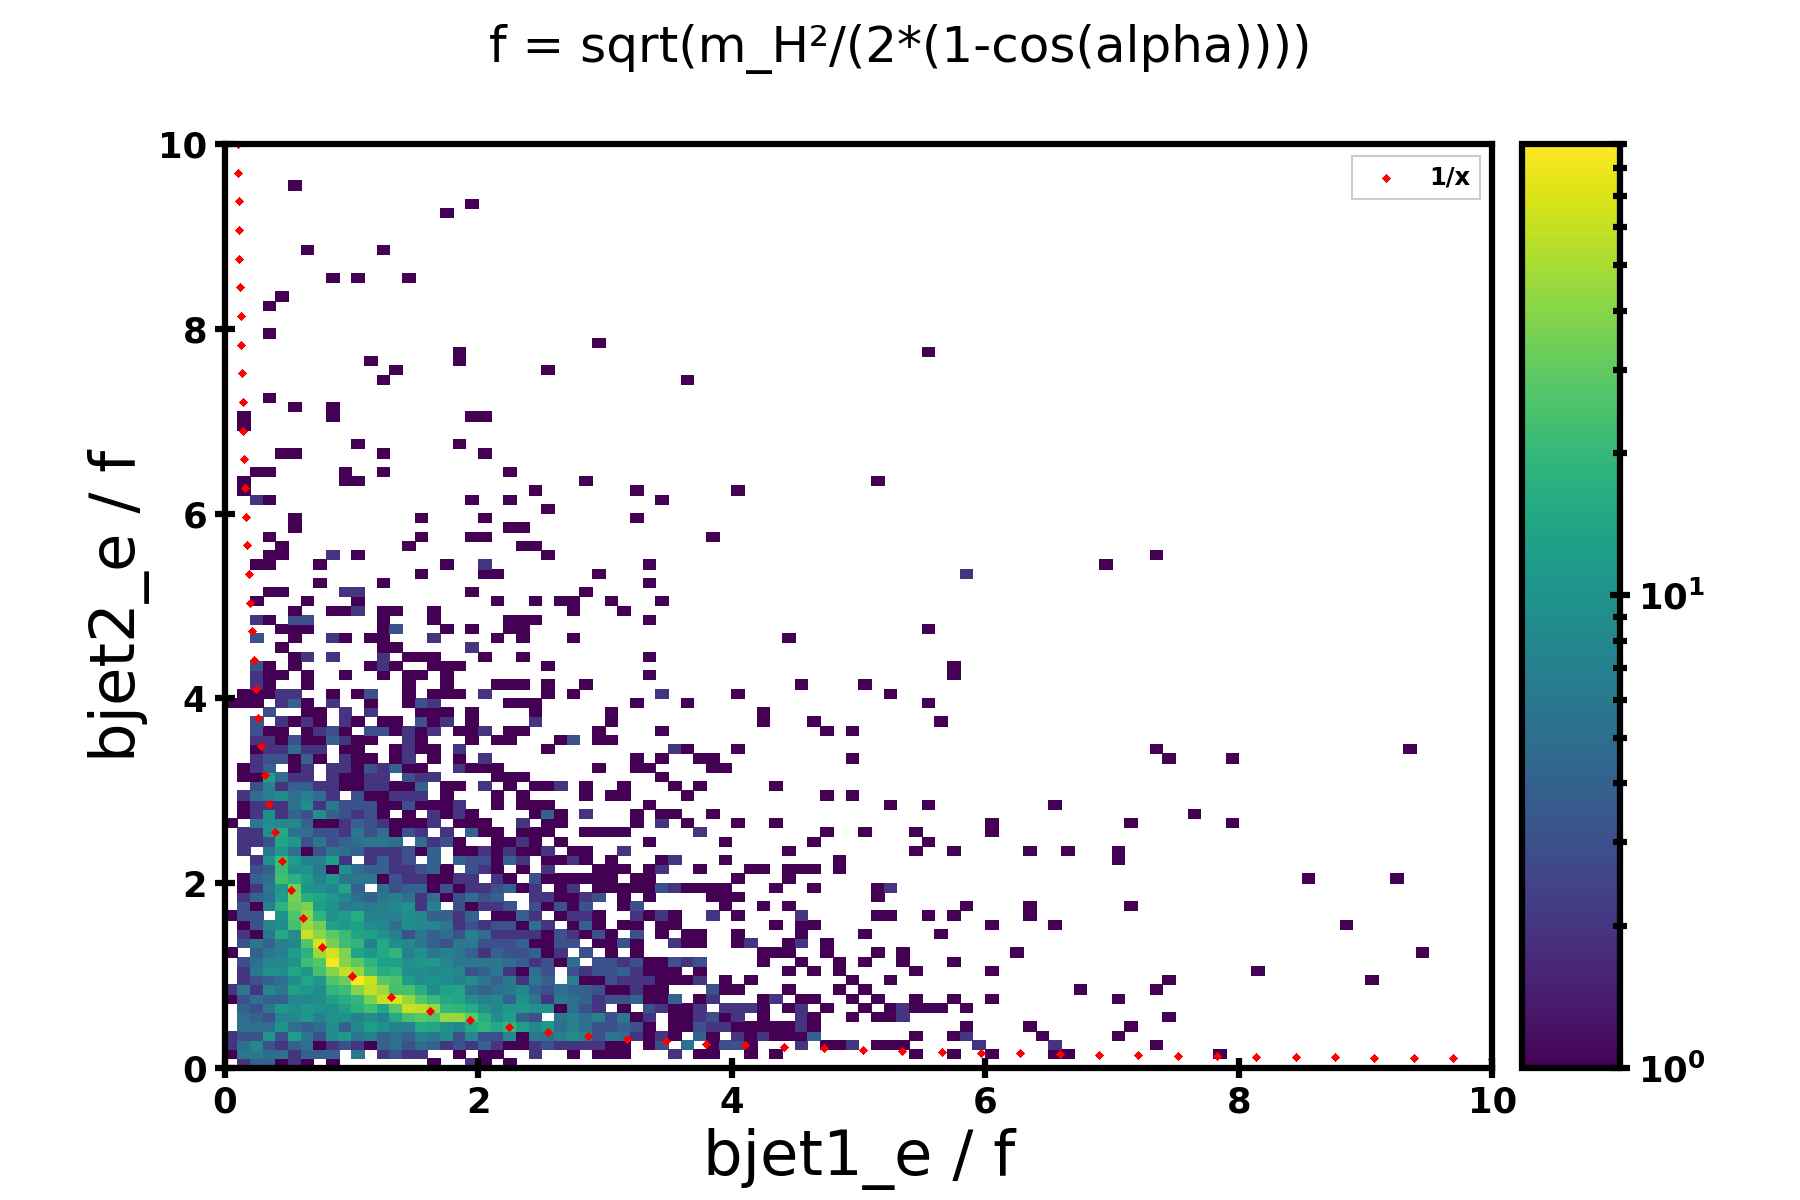 f = sqrt(m_H²/(2*(1-cos(alpha))))
10
8
6
4
2
0
bjet2_e / f
1/x
10¹
10⁰
0 2 4 6 8 10
bjet1_e / f